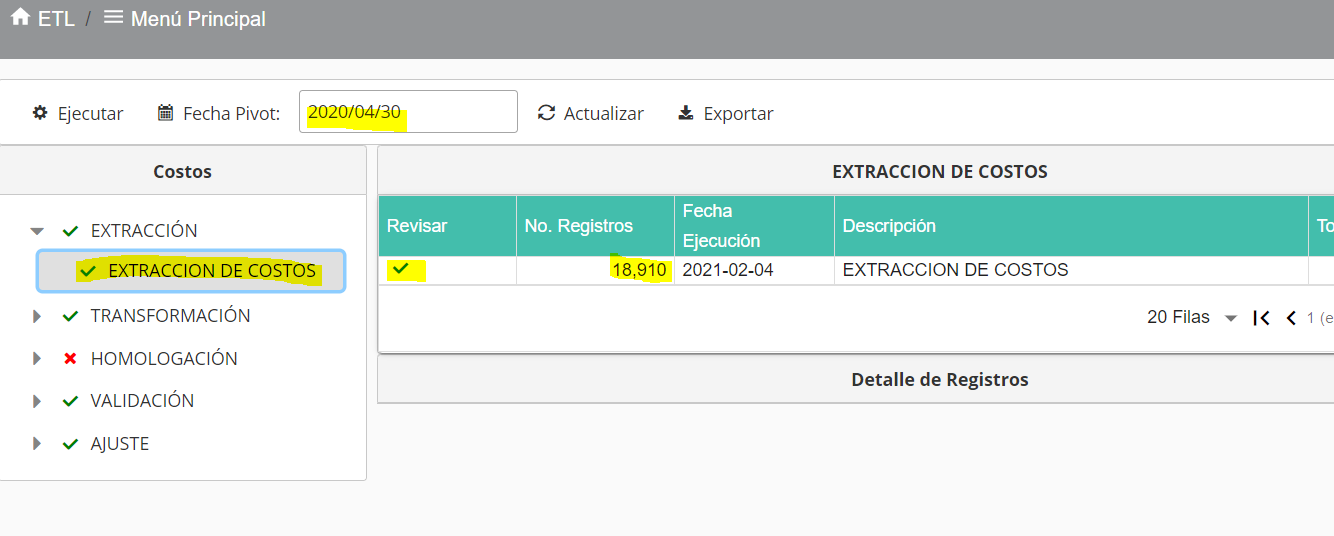 ETL / Menú Principal
Ejecutar Fecha Pivot: 2020/04/30 Actualizar Exportar
Costos
EXTRACCIÓN
EXTRACCION DE COSTOS
TRANSFORMACIÓN
HOMOLOGACIÓN
VALIDACIÓN
AJUSTE
EXTRACCION DE COSTOS
Revisar No. Registros Fecha Ejecución Descripción To
18,910 2021-02-04 EXTRACCION DE COSTOS
20 Filas 1 (e
Detalle de Registros